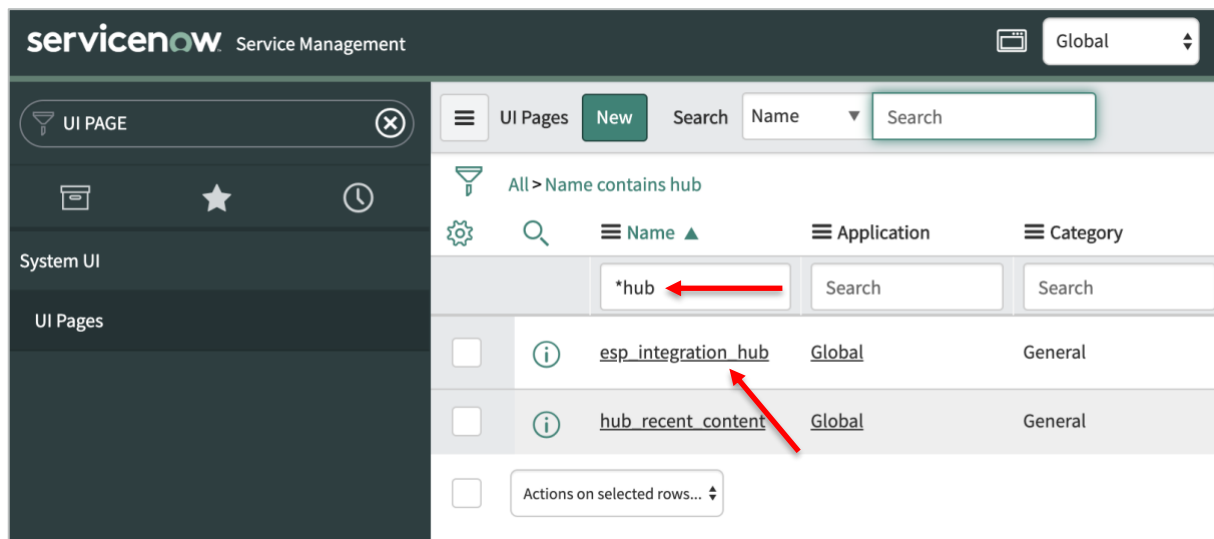 servicenow Service Management
Global
UI PAGE
UI Pages New Search Name Search
All > Name contains hub
Name Application Category
System UI
*hub Search Search
UI Pages
esp_integration_hub Global General
hub_recent_content Global General
Actions on selected rows...